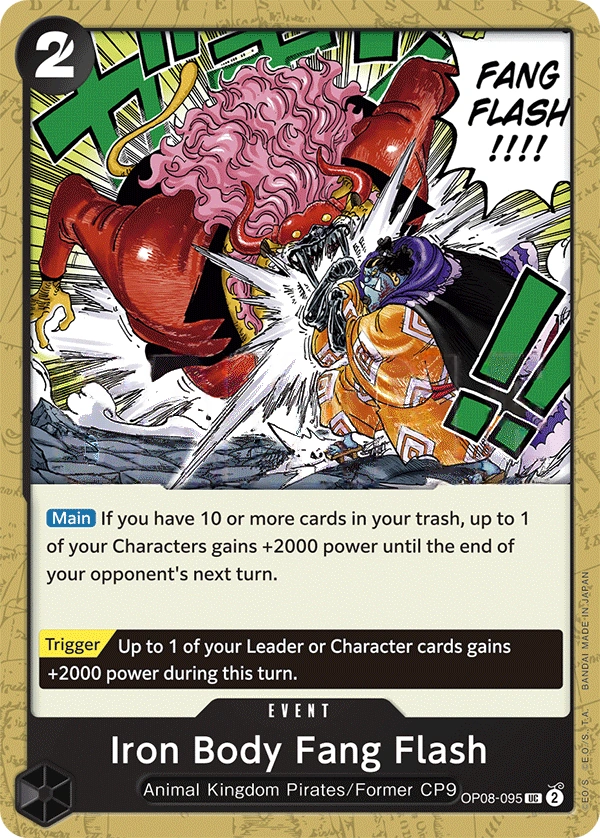 2
FANG
FLASH
!!!!
!!
Main If you have 10 or more cards in your trash, up to 1
of your Characters gains +2000 power until the end of
your opponent's next turn.
Trigger Up to 1 of your Leader or Character cards gains
+2000 power during this turn.
EVENT
Iron Body Fang Flash
Animal Kingdom Pirates/Former CP9
OP08-095 UC 2
©E.O./S. ©E.O./S.,T.A. BANDAI MADE IN JAPAN